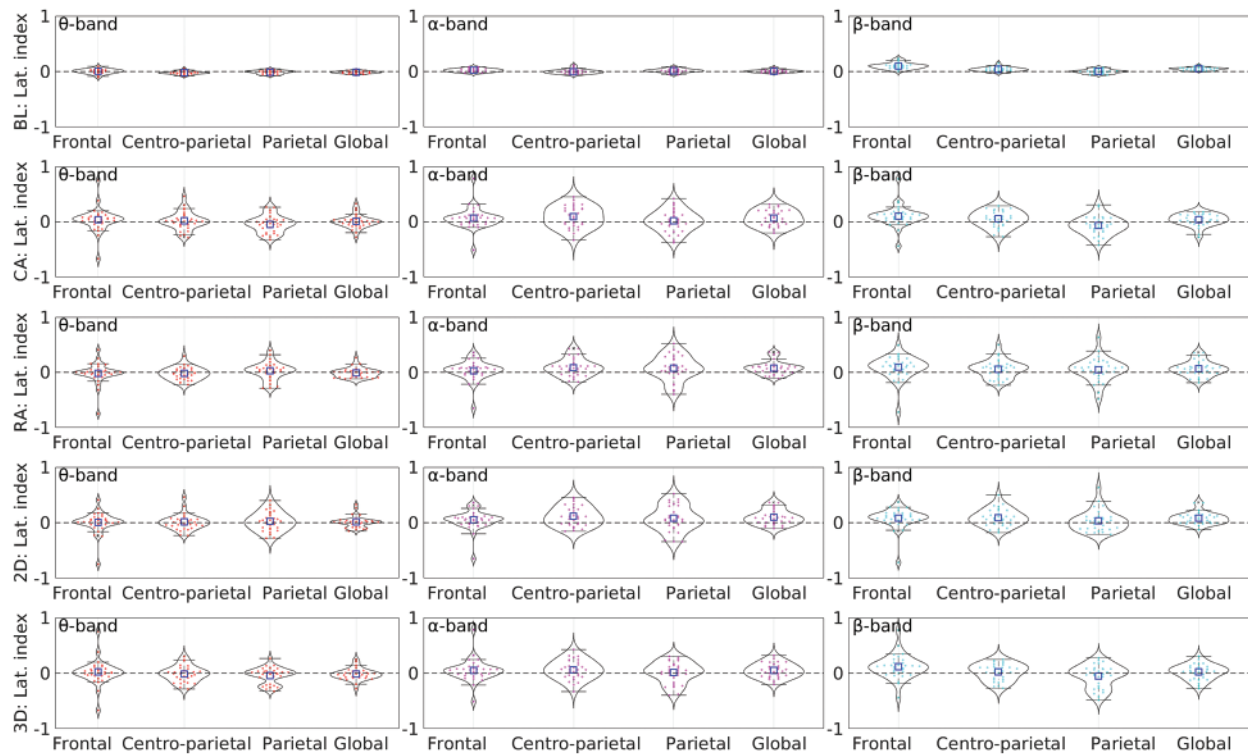 BL: Lat. index
1
0
-1
θ-band
Frontal Centro-parietal Parietal Global
1
0
-1
α-band
Frontal Centro-parietal Parietal Global
1
0
-1
β-band
Frontal Centro-parietal Parietal Global
CA: Lat. index
1
0
-1
θ-band
Frontal Centro-parietal Parietal Global
1
0
-1
α-band
Frontal Centro-parietal Parietal Global
1
0
-1
β-band
Frontal Centro-parietal Parietal Global
RA: Lat. index
1
0
-1
θ-band
Frontal Centro-parietal Parietal Global
1
0
-1
α-band
Frontal Centro-parietal Parietal Global
1
0
-1
β-band
Frontal Centro-parietal Parietal Global
2D: Lat. index
1
0
-1
θ-band
Frontal Centro-parietal Parietal Global
1
0
-1
α-band
Frontal Centro-parietal Parietal Global
1
0
-1
β-band
Frontal Centro-parietal Parietal Global
3D: Lat. index
1
0
-1
θ-band
Frontal Centro-parietal Parietal Global
1
0
-1
α-band
Frontal Centro-parietal Parietal Global
1
0
-1
β-band
Frontal Centro-parietal Parietal Global